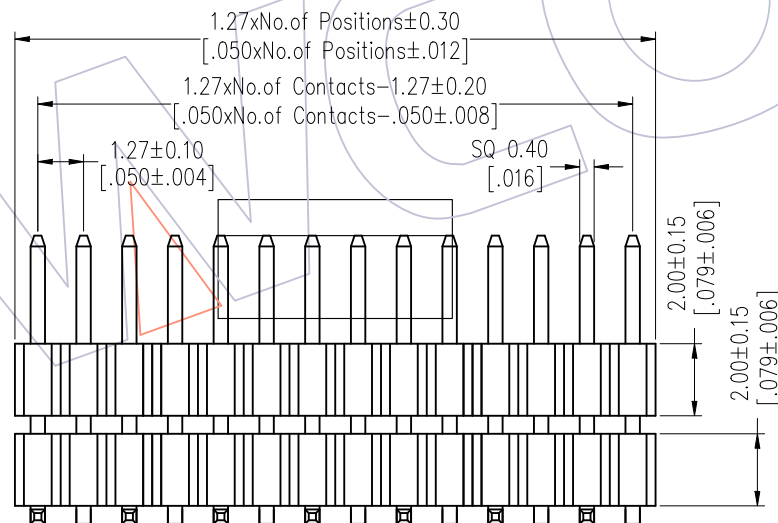 1.27xNo.of Positions±0.30
[.050xNo.of Positions±.012]
1.27xNo.of Contacts-1.27±0.20
[.050xNo.of Contacts-.050±.008]
1.27±0.10
[.050±.004]
SQ 0.40
[.016]
2.00±0.15
[.079±.006]
2.00±0.15
[.079±.006]